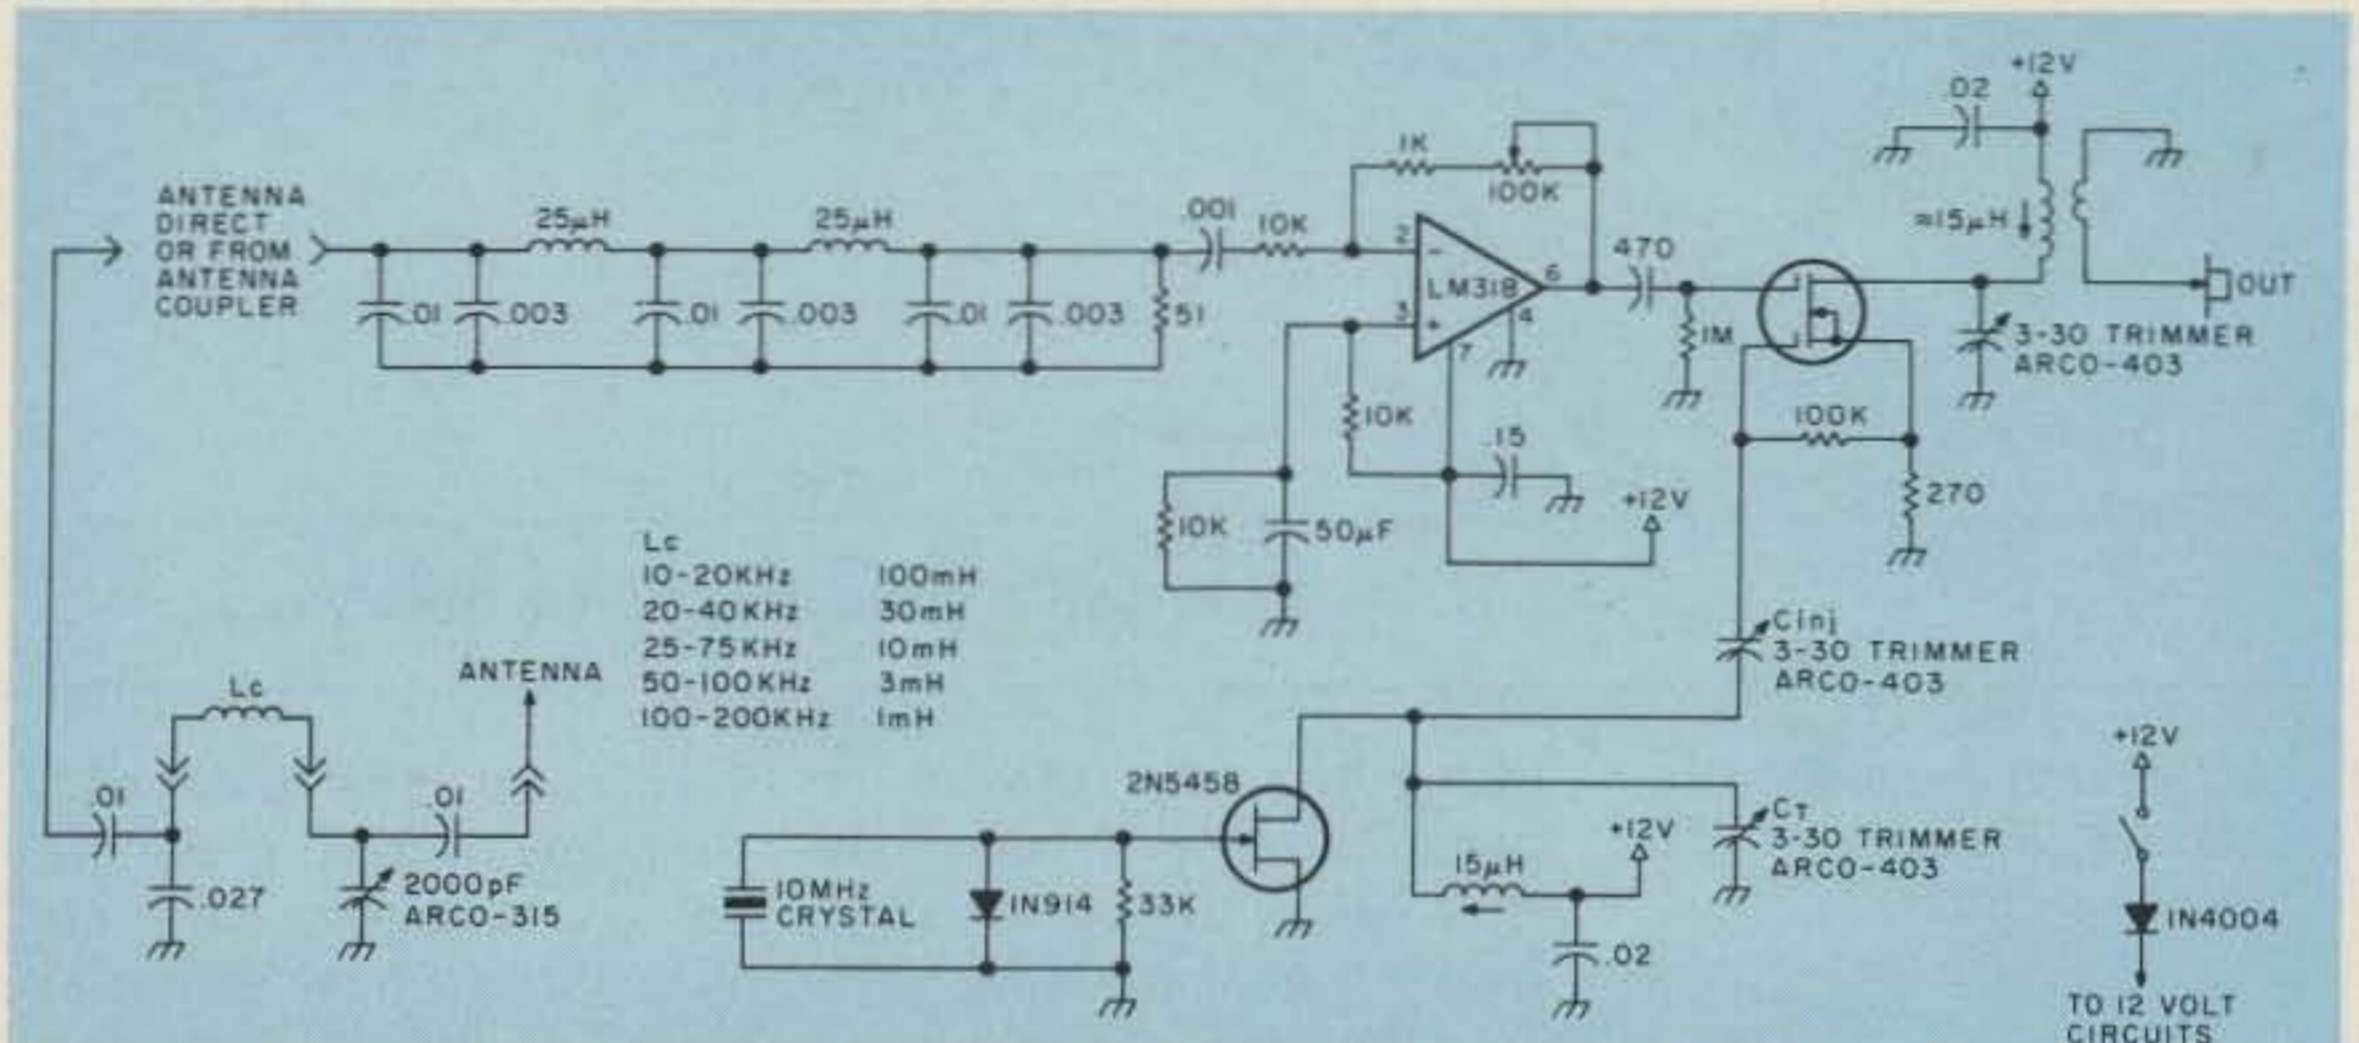 +12V
.02
ANTENNA
DIRECT
OR FROM
ANTENNA
COUPLER
25μH
25μH
.001
10K
1K
100K
≈15μH
OUT
.01
.003
.01
.003
.01
.003
51
2
-
LM318
6
3
+
4
7
470
1M
3-30 TRIMMER
ARCO-403
10K
.15
+12V
100K
270
10K
50μF
Lc
10-20KHz 100mH
20-40KHz 30mH
25-75KHz 10mH
50-100KHz 3mH
100-200KHz 1mH
CInj
3-30 TRIMMER
ARCO-403
ANTENNA
Lc
.01
.01
.027
2000pF
ARCO-315
2N5458
10MHz
CRYSTAL
IN914
33K
15μH
+12V
.02
CT
3-30 TRIMMER
ARCO-403
+12V
IN4004
TO 12 VOLT
CIRCUITS